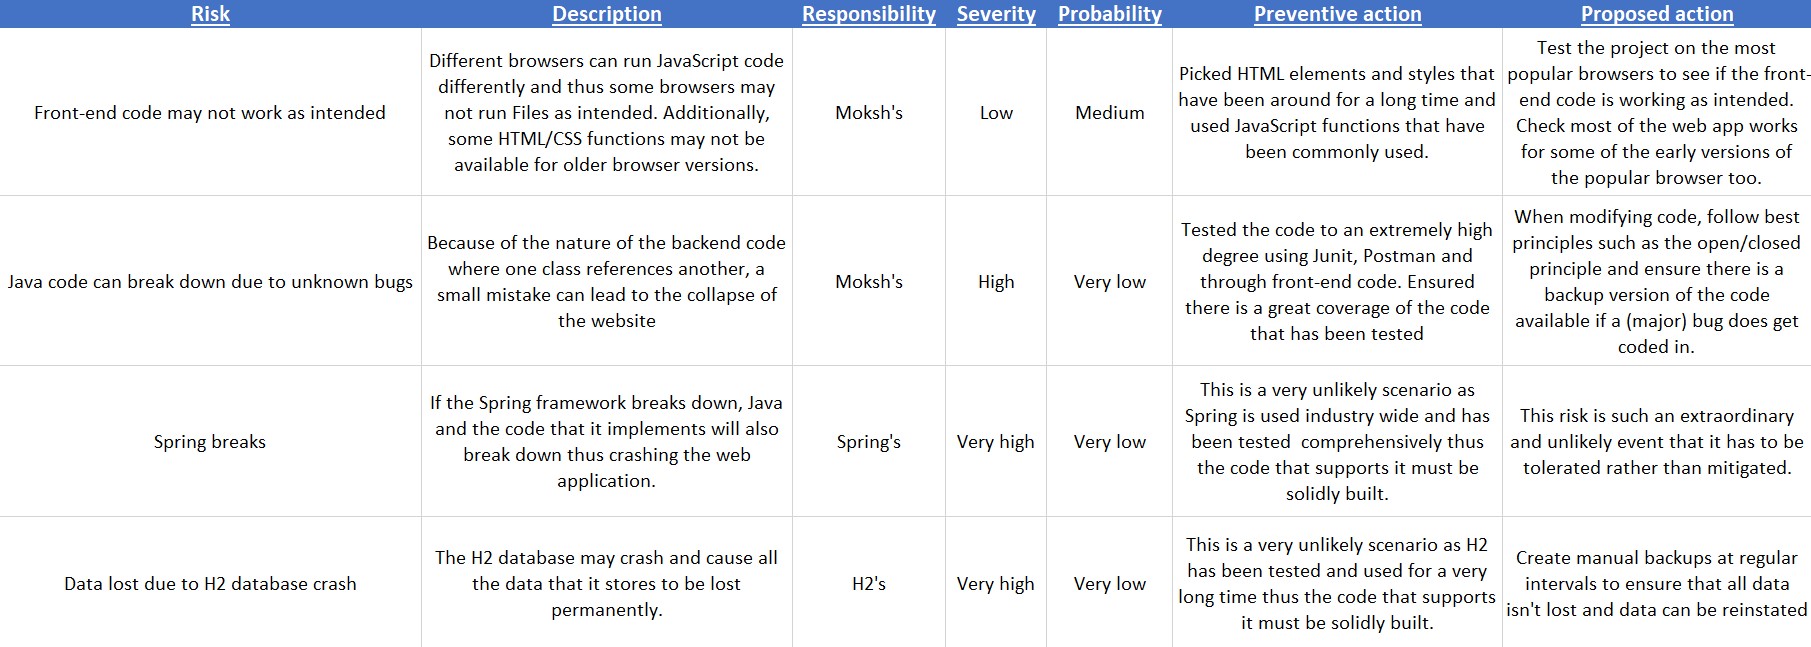 Risk
Description
Responsibility
Severity
Probability
Preventive action
Proposed action
Front-end code may not work as intended
Different browsers can run JavaScript code
differently and thus some browsers may
not run Files as intended. Additionally,
some HTML/CSS functions may not be
available for older browser versions.
Moksh's
Low
Medium
Picked HTML elements and styles that
have been around for a long time and
used JavaScript functions that have
been commonly used.
Test the project on the most
popular browsers to see if the front-
end code is working as intended.
Check most of the web app works
for some of the early versions of
the popular browser too.
Java code can break down due to unknown bugs
Because of the nature of the backend code
where one class references another, a
small mistake can lead to the collapse of
the website
Moksh's
High
Very low
Tested the code to an extremely high
degree using Junit, Postman and
through front-end code. Ensured
there is a great coverage of the code
that has been tested
When modifying code, follow best
principles such as the open/closed
principle and ensure there is a
backup version of the code
available if a (major) bug does get
coded in.
Spring breaks
If the Spring framework breaks down, Java
and the code that it implements will also
break down thus crashing the web
application.
Spring's
Very high
Very low
This is a very unlikely scenario as
Spring is used industry wide and has
been tested  comprehensively thus
the code that supports it must be
solidly built.
This risk is such an extraordinary
and unlikely event that it has to be
tolerated rather than mitigated.
Data lost due to H2 database crash
The H2 database may crash and cause all
the data that it stores to be lost
permanently.
H2's
Very high
Very low
This is a very unlikely scenario as H2
has been tested and used for a very
long time thus the code that supports
it must be solidly built.
Create manual backups at regular
intervals to ensure that all data
isn't lost and data can be reinstated